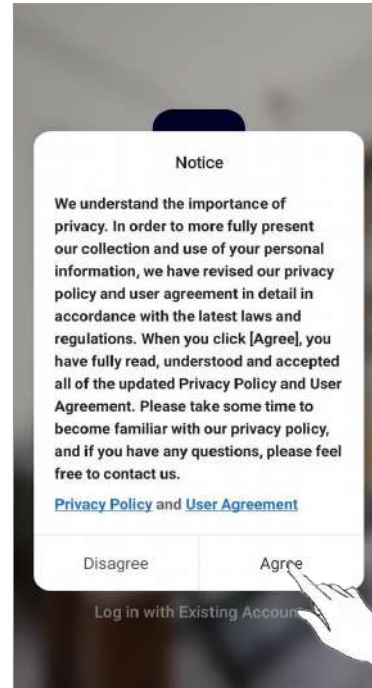 Notice
We understand the importance of
privacy. In order to more fully present
our collection and use of your personal
information, we have revised our privacy
policy and user agreement in detail in
accordance with the latest laws and
regulations. When you click [Agree], you
have fully read, understood and accepted
all of the updated Privacy Policy and User
Agreement. Please take some time to
become familiar with our privacy policy,
and if you have any questions, please feel
free to contact us.
Privacy Policy and User Agreement
Disagree Agree
Log in with Existing Account